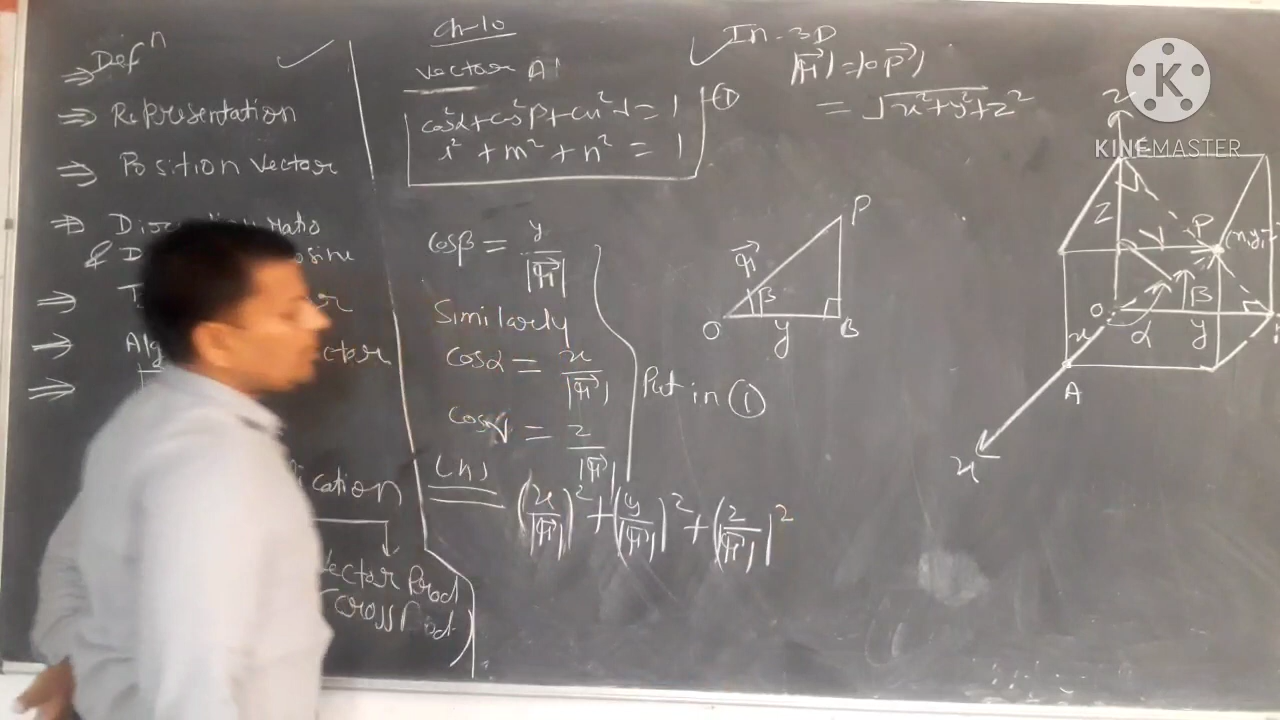 ⇒ Defⁿ
⇒ Representation
⇒ Position Vector
⇒
&
⇒
⇒
⇒
ication
Vector Prod
Cross Prod
Ch-10
Vector Al
cos²α + cos²β + cos²γ = 1 ①
l² + m² + n² = 1
cosβ = y/|r⃗|
Similarly
cosα = x/|r⃗|
cosγ = z/|r⃗|
Put in ①
LHS
(x/|r⃗|)² + (y/|r⃗|)² + (z/|r⃗|)²
In 3D
|r⃗| = |OP⃗|
= √x²+y²+z²
P
r⃗
β
O
y
B
K
KINEMASTER
z
P
(x,y,z
β
O
x
α
y
A
x